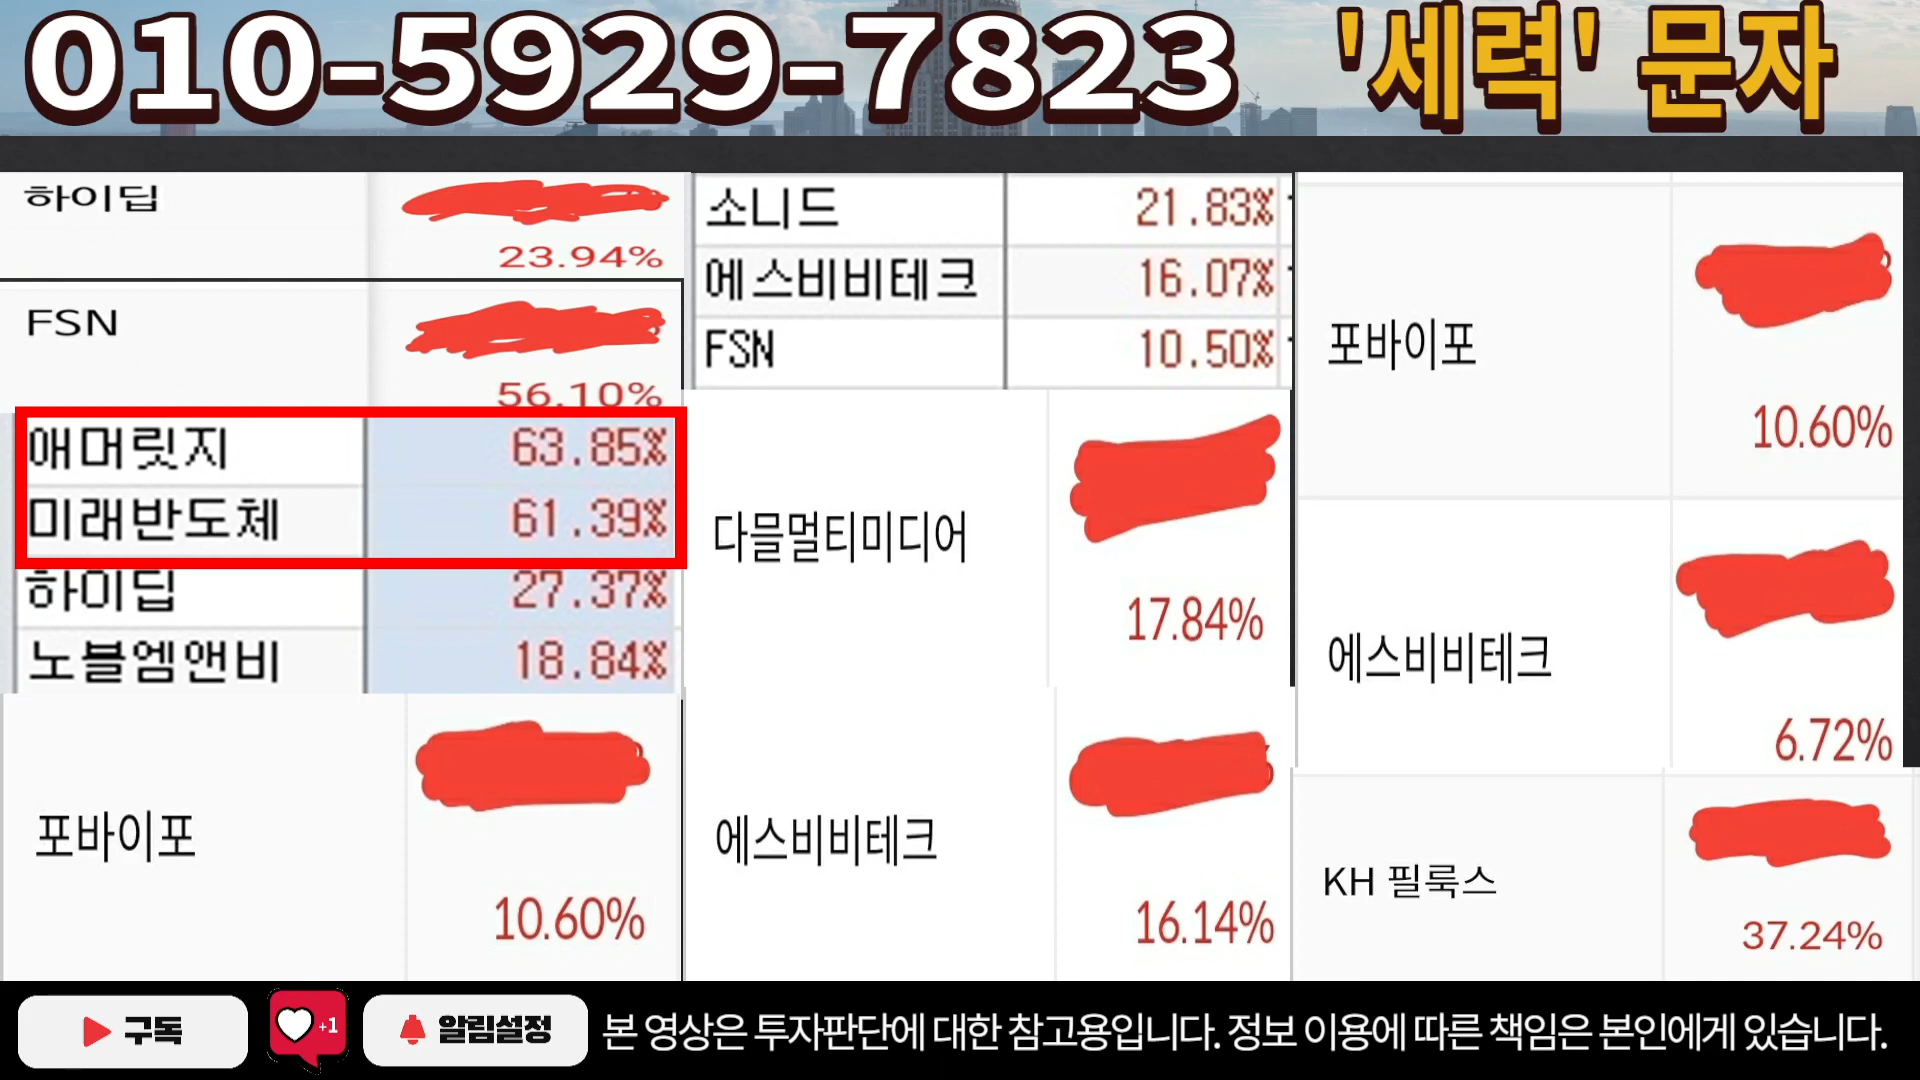 010-5929-7823 '세력' 문자
하이딥
23.94%
FSN
56.10%
애머릿지 63.85%
미래반도체 61.39%
하이딥 27.37%
노블엠앤비 18.84%
포바이포
10.60%
소니드 21.83%
에스비비테크 16.07%
FSN 10.50%
다믈멀티미디어
17.84%
에스비비테크
16.14%
포바이포
10.60%
에스비비테크
6.72%
KH 필룩스
37.24%
구독 +1 알림설정 본 영상은 투자판단에 대한 참고용입니다. 정보 이용에 따른 책임은 본인에게 있습니다.